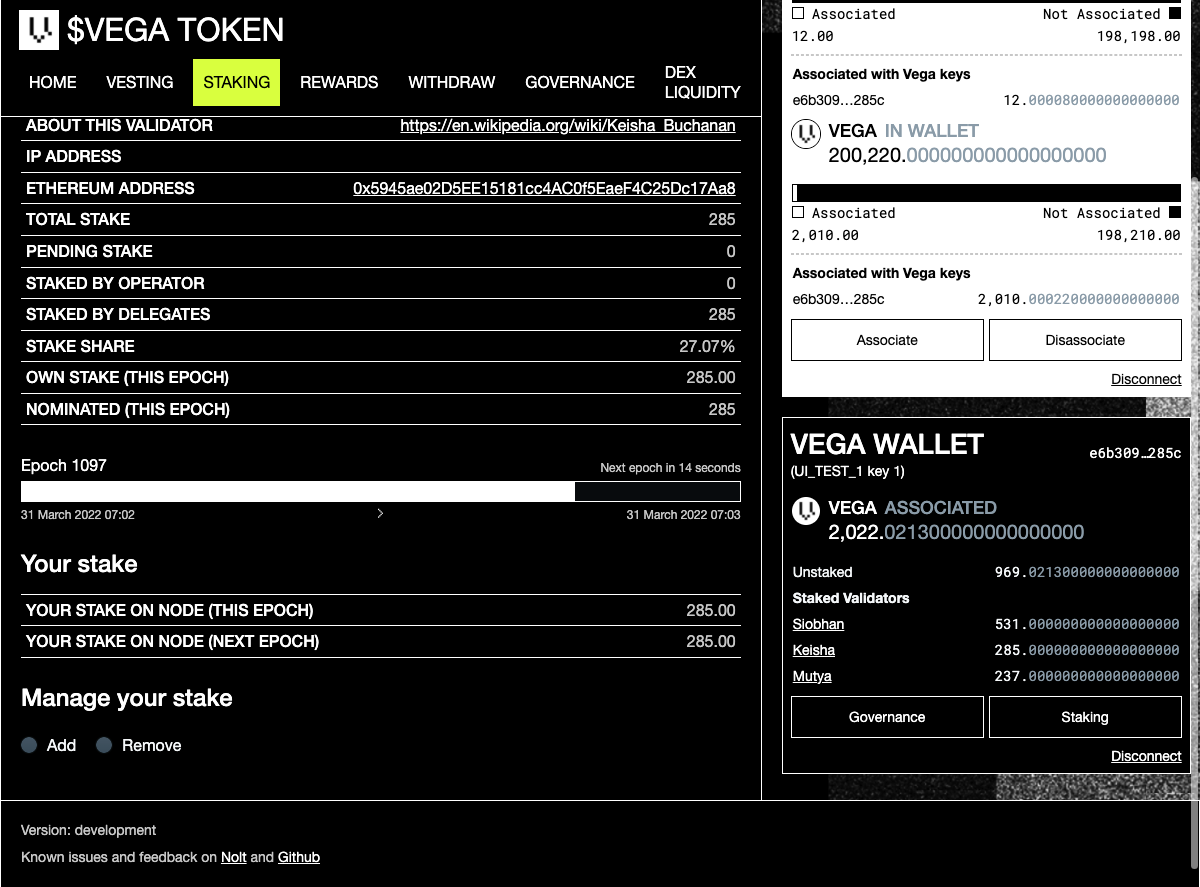 $VEGA TOKEN
HOME VESTING STAKING REWARDS WITHDRAW GOVERNANCE DEX LIQUIDITY
ABOUT THIS VALIDATOR https://en.wikipedia.org/wiki/Keisha_Buchanan
IP ADDRESS
ETHEREUM ADDRESS 0x5945ae02D5EE15181cc4AC0f5EaeF4C25Dc17Aa8
TOTAL STAKE 285
PENDING STAKE 0
STAKED BY OPERATOR 0
STAKED BY DELEGATES 285
STAKE SHARE 27.07%
OWN STAKE (THIS EPOCH) 285.00
NOMINATED (THIS EPOCH) 285
Epoch 1097 Next epoch in 14 seconds
31 March 2022 07:02 31 March 2022 07:03
Your stake
YOUR STAKE ON NODE (THIS EPOCH) 285.00
YOUR STAKE ON NODE (NEXT EPOCH) 285.00
Manage your stake
Add Remove
Associated Not Associated
12.00 198,198.00
Associated with Vega keys
e6b309…285c 12.000080000000000000
VEGA IN WALLET
200,220.000000000000000000
Associated Not Associated
2,010.00 198,210.00
Associated with Vega keys
e6b309…285c 2,010.000220000000000000
Associate Disassociate
Disconnect
VEGA WALLET e6b309…285c
(UI_TEST_1 key 1)
VEGA ASSOCIATED
2,022.021300000000000000
Unstaked 969.021300000000000000
Staked Validators
Siobhan 531.000000000000000000
Keisha 285.000000000000000000
Mutya 237.000000000000000000
Governance Staking
Disconnect
Version: development
Known issues and feedback on Nolt and Github